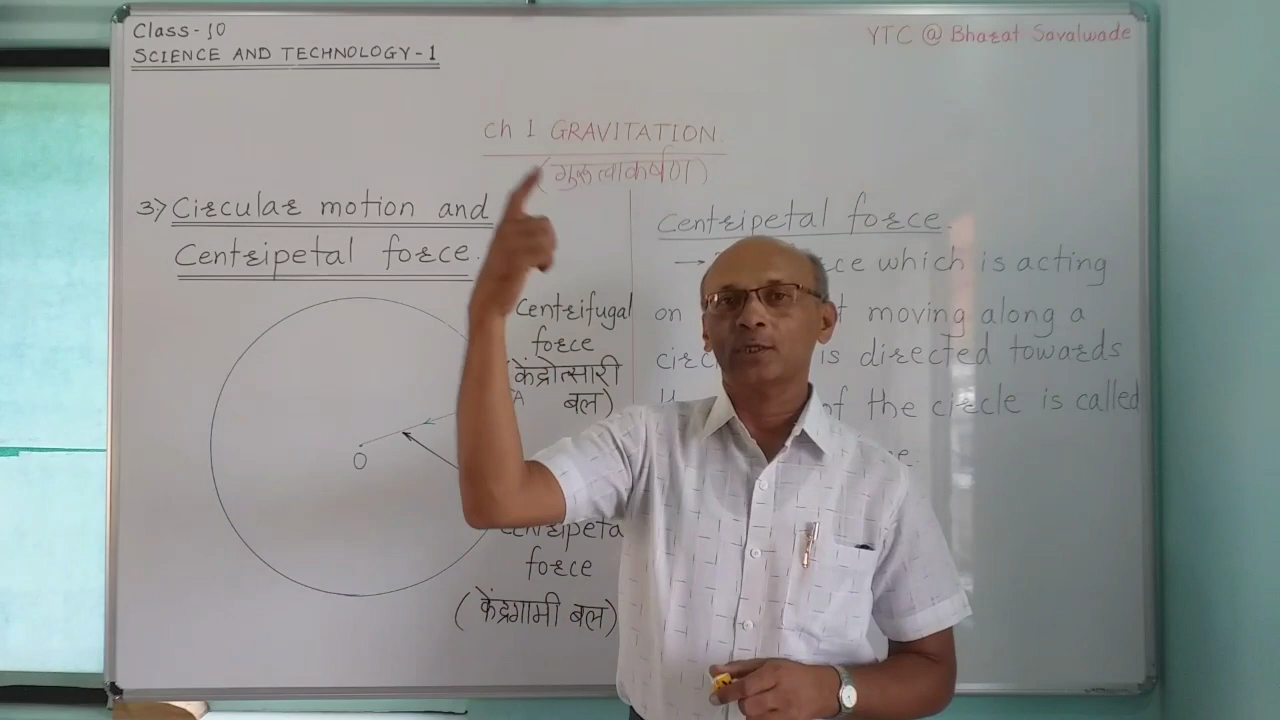 Class-10
SCIENCE AND TECHNOLOGY-1
YTC @ Bharat Savalwade
Ch 1 GRAVITATION.
(गुरुत्वाकर्षण)
3) Circular motion and
Centripetal force.
O
Centrifugal
force
(केंद्रोत्सारी
बल)
A
force
(केंद्रगामी बल)
Centripetal force.
→ which is acting
on moving along a
is directed towards
of the circle is called